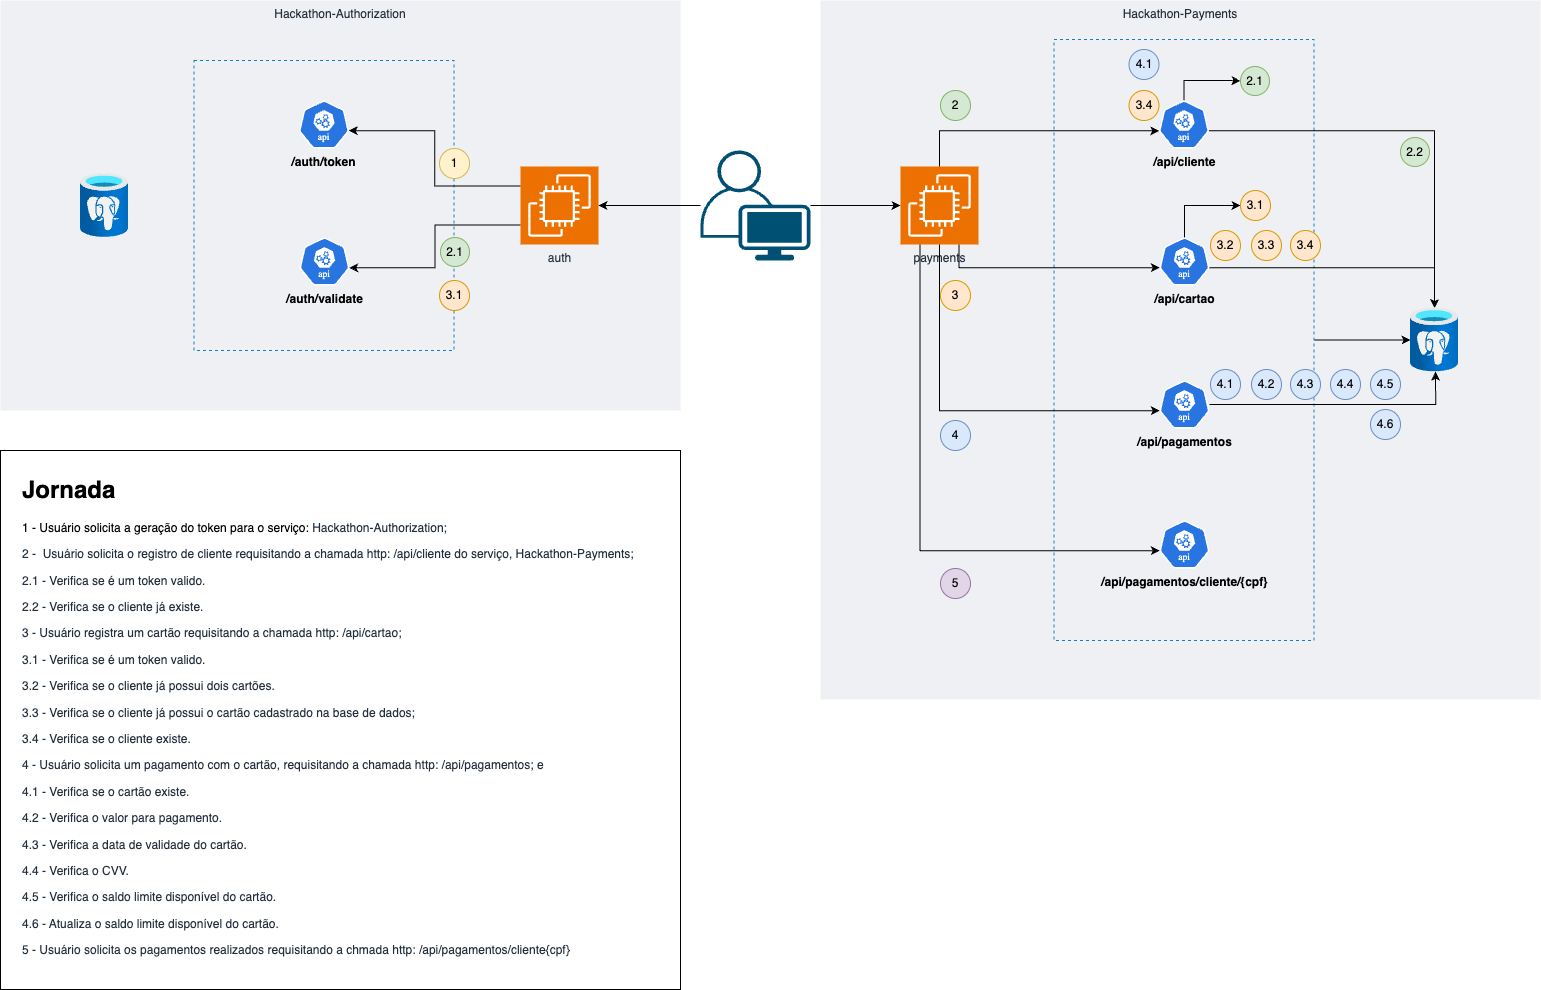 Hackathon-Authorization
api
/auth/token
1
api
/auth/validate
2.1
3.1
auth
Hackathon-Payments
payments
2
3
4
5
4.1
3.4
2.1
api
/api/cliente
2.2
3.1
3.2
3.3
3.4
api
/api/cartao
4.1
4.2
4.3
4.4
4.5
4.6
api
/api/pagamentos
api
/api/pagamentos/cliente/{cpf}
Jornada
1 - Usuário solicita a geração do token para o serviço: Hackathon-Authorization;
2 - Usuário solicita o registro de cliente requisitando a chamada http: /api/cliente do serviço, Hackathon-Payments;
2.1 - Verifica se é um token valido.
2.2 - Verifica se o cliente já existe.
3 - Usuário registra um cartão requisitando a chamada http: /api/cartao;
3.1 - Verifica se é um token valido.
3.2 - Verifica se o cliente já possui dois cartões.
3.3 - Verifica se o cliente já possui o cartão cadastrado na base de dados;
3.4 - Verifica se o cliente existe.
4 - Usuário solicita um pagamento com o cartão, requisitando a chamada http: /api/pagamentos; e
4.1 - Verifica se o cartão existe.
4.2 - Verifica o valor para pagamento.
4.3 - Verifica a data de validade do cartão.
4.4 - Verifica o CVV.
4.5 - Verifica o saldo limite disponível do cartão.
4.6 - Atualiza o saldo limite disponível do cartão.
5 - Usuário solicita os pagamentos realizados requisitando a chmada http: /api/pagamentos/cliente{cpf}